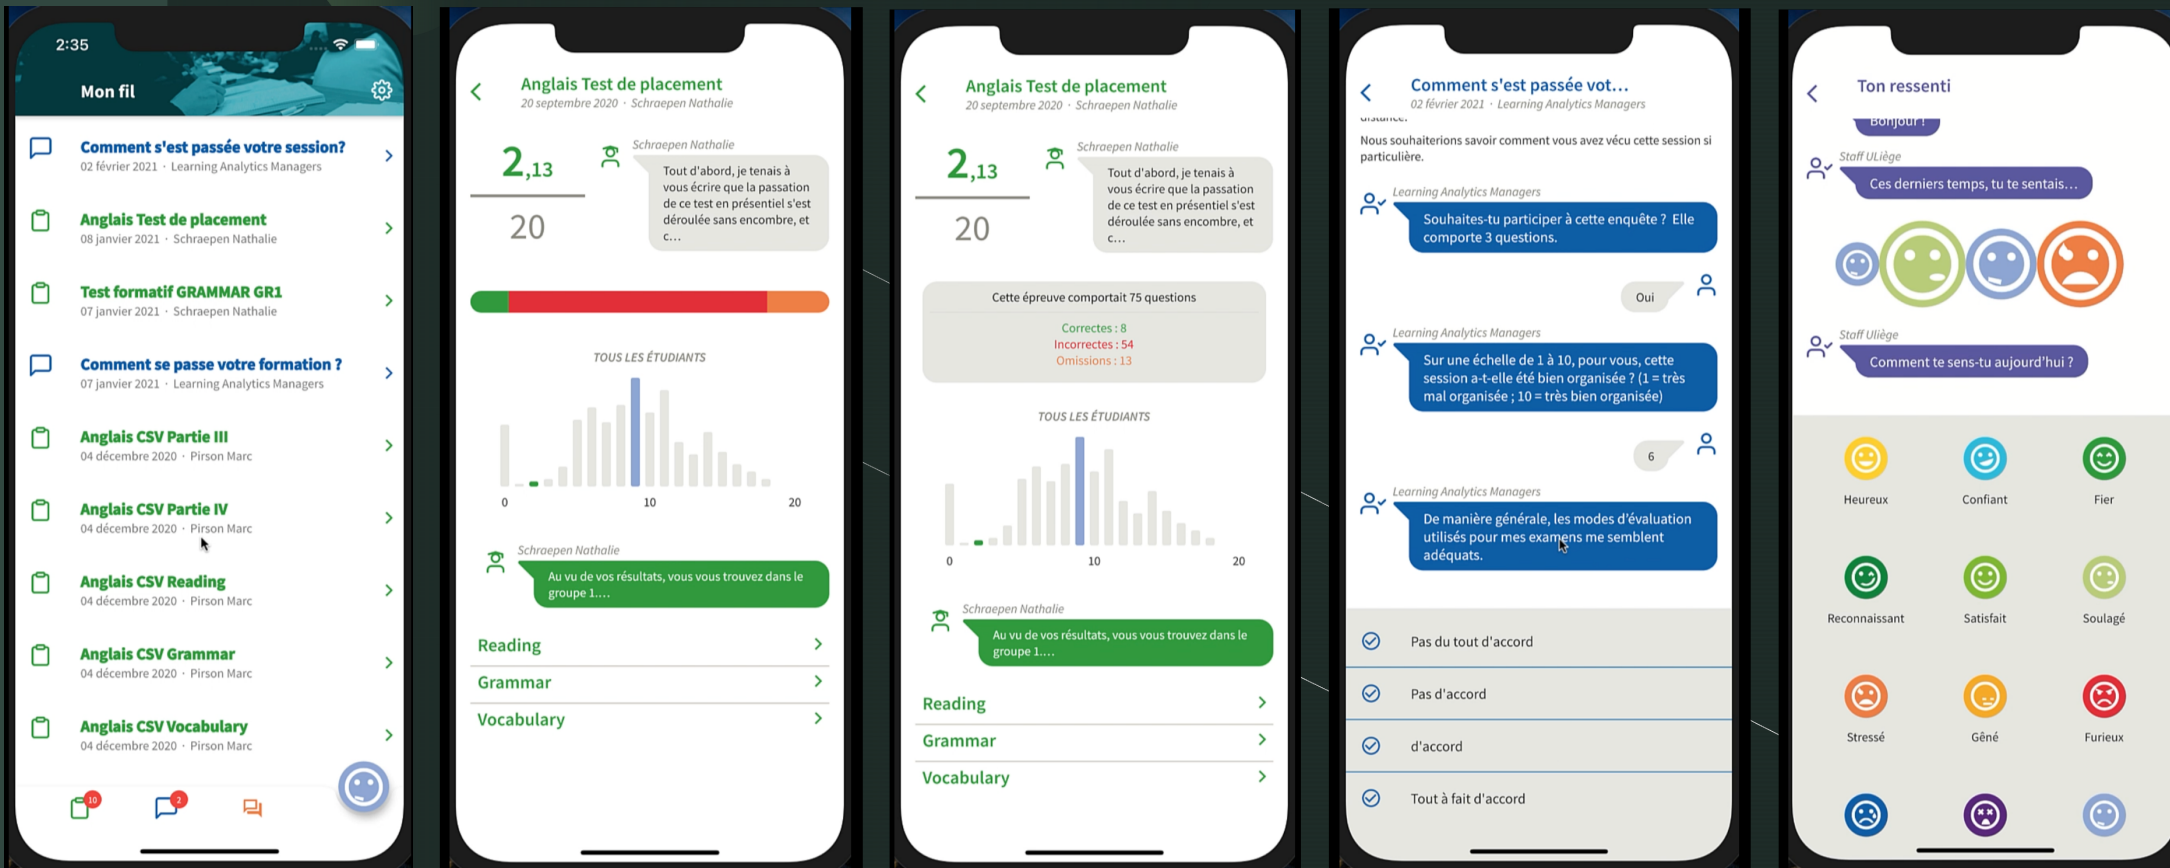 2:35
Mon fil
Comment s'est passée votre session?
02 février 2021 · Learning Analytics Managers
Anglais Test de placement
08 janvier 2021 · Schraepen Nathalie
Test formatif GRAMMAR GR1
07 janvier 2021 · Schraepen Nathalie
Comment se passe votre formation ?
07 janvier 2021 · Learning Analytics Managers
Anglais CSV Partie III
04 décembre 2020 · Pirson Marc
Anglais CSV Partie IV
04 décembre 2020 · Pirson Marc
Anglais CSV Reading
04 décembre 2020 · Pirson Marc
Anglais CSV Grammar
04 décembre 2020 · Pirson Marc
Anglais CSV Vocabulary
04 décembre 2020 · Pirson Marc
10
2
Anglais Test de placement
20 septembre 2020 · Schraepen Nathalie
2,13
20
Schraepen Nathalie
Tout d'abord, je tenais à
vous écrire que la passation
de ce test en présentiel s'est
déroulée sans encombre, et
c...
TOUS LES ÉTUDIANTS
0 10 20
Schraepen Nathalie
Au vu de vos résultats, vous vous trouvez dans le
groupe 1....
Reading
Grammar
Vocabulary
Anglais Test de placement
20 septembre 2020 · Schraepen Nathalie
2,13
20
Schraepen Nathalie
Tout d'abord, je tenais à
vous écrire que la passation
de ce test en présentiel s'est
déroulée sans encombre, et
c...
Cette épreuve comportait 75 questions
Correctes : 8
Incorrectes : 54
Omissions : 13
TOUS LES ÉTUDIANTS
0 10 20
Schraepen Nathalie
Au vu de vos résultats, vous vous trouvez dans le
groupe 1....
Reading
Grammar
Vocabulary
Comment s'est passée vot...
02 février 2021 · Learning Analytics Managers
distance.
Nous souhaiterions savoir comment vous avez vécu cette session si
particulière.
Learning Analytics Managers
Souhaites-tu participer à cette enquête ? Elle
comporte 3 questions.
Oui
Learning Analytics Managers
Sur une échelle de 1 à 10, pour vous, cette
session a-t-elle été bien organisée ? (1 = très
mal organisée ; 10 = très bien organisée)
6
Learning Analytics Managers
De manière générale, les modes d'évaluation
utilisés pour mes examens me semblent
adéquats.
Pas du tout d'accord
Pas d'accord
d'accord
Tout à fait d'accord
Ton ressenti
Bonjour !
Staff ULiège
Ces derniers temps, tu te sentais...
Staff Uliège
Comment te sens-tu aujourd'hui ?
Heureux Confiant Fier
Reconnaissant Satisfait Soulagé
Stressé Gêné Furieux